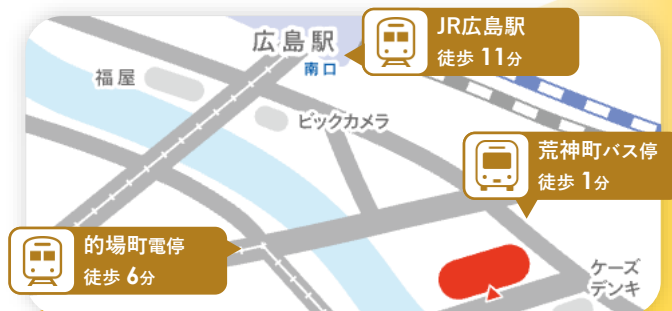 JR広島駅
徒歩 11分
広島駅
南口
福屋
ビックカメラ
荒神町バス停
徒歩 1分
的場町電停
徒歩 6分
ケーズ
デンキ